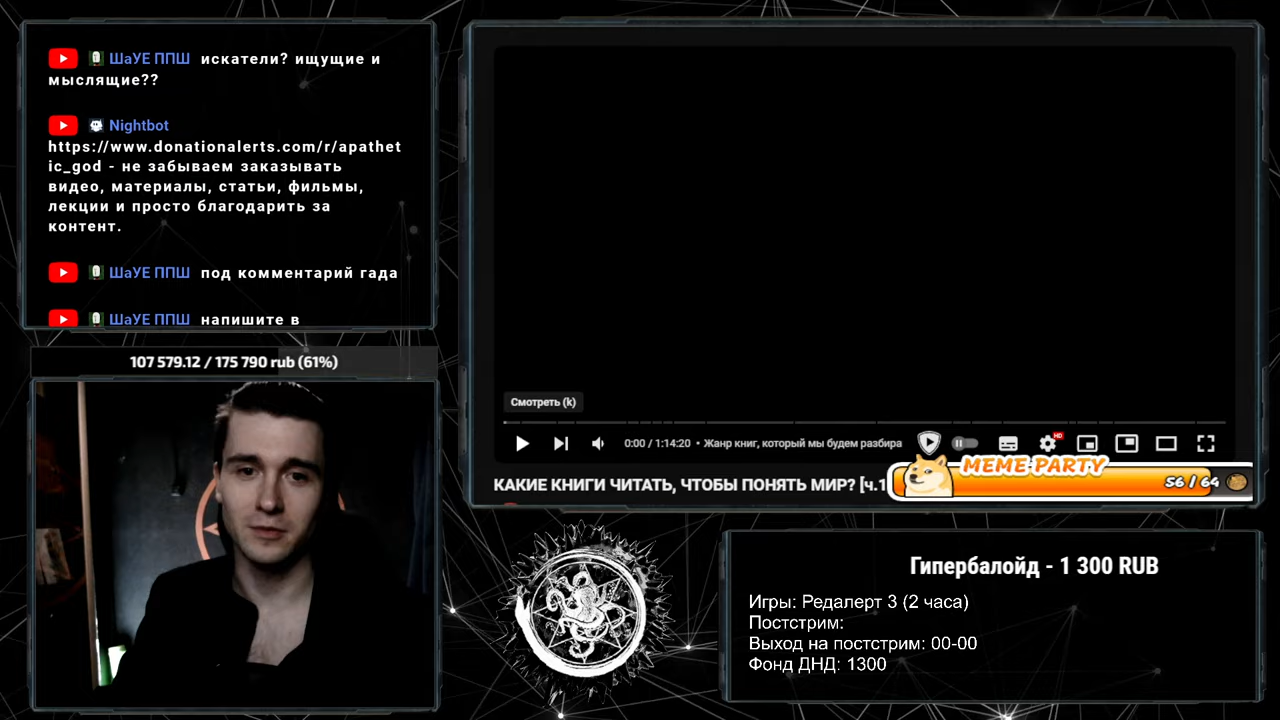 ШаУЕ ППШ искатели? ищущие и
мыслящие??
Nightbot
https://www.donationalerts.com/r/apathet
ic_god - не забываем заказывать
видео, материалы, статьи, фильмы,
лекции и просто благодарить за
контент.
ШаУЕ ППШ под комментарий гада
ШаУЕ ППШ напишите в
107 579.12 / 175 790 rub (61%)
Смотреть (k)
0:00 / 1:14:20 • Жанр книг, который мы будем разбира
HD
КАКИЕ КНИГИ ЧИТАТЬ, ЧТОБЫ ПОНЯТЬ МИР? [ч.1
MEME PARTY
56 / 64
Гипербалойд - 1 300 RUB
Игры: Редалерт 3 (2 часа)
Постстрим:
Выход на постстрим: 00-00
Фонд ДНД: 1300